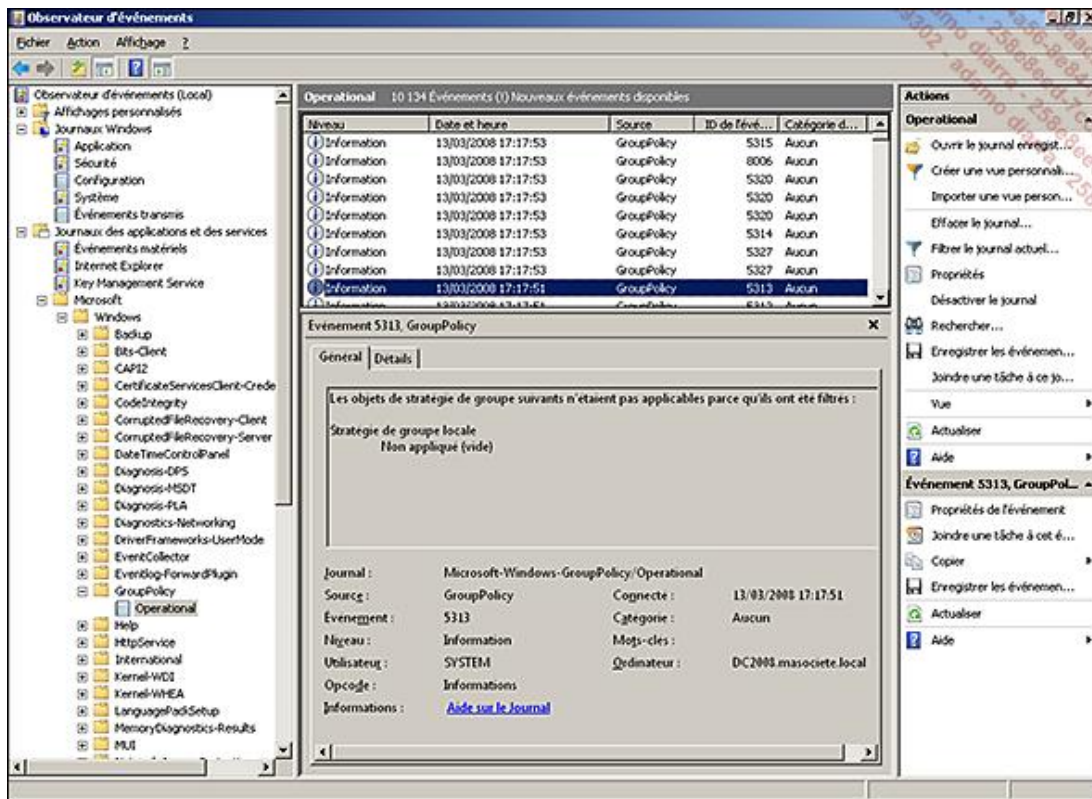 Observateur d'événements
Fichier Action Affichage ?
Observateur d'événements (Local)
Affichages personnalisés
Journaux Windows
Application
Sécurité
Configuration
Système
Événements transmis
Journaux des applications et des services
Événements matériels
Internet Explorer
Key Management Service
Microsoft
Windows
Backup
Bits-Client
CAPI2
CertificateServicesClient-Crede
CodeIntegrity
CorruptedFileRecovery-Client
CorruptedFileRecovery-Server
DateTimeControlPanel
Diagnosis-DPS
Diagnosis-MSDT
Diagnosis-PLA
Diagnostics-Networking
DriverFrameworks-UserMode
EventCollector
Eventlog-ForwardPlugin
GroupPolicy
Operational
Help
HttpService
International
Kernel-WDI
Kernel-WHEA
LanguagePackSetup
MemoryDiagnostics-Results
MUI
Operational 10 134 Événements (!) Nouveaux événements disponibles
Niveau Date et heure Source ID de l'évé... Catégorie d...
Information 13/03/2008 17:17:53 GroupPolicy 5315 Aucun
Information 13/03/2008 17:17:53 GroupPolicy 8006 Aucun
Information 13/03/2008 17:17:53 GroupPolicy 5320 Aucun
Information 13/03/2008 17:17:53 GroupPolicy 5320 Aucun
Information 13/03/2008 17:17:53 GroupPolicy 5320 Aucun
Information 13/03/2008 17:17:53 GroupPolicy 5314 Aucun
Information 13/03/2008 17:17:53 GroupPolicy 5327 Aucun
Information 13/03/2008 17:17:53 GroupPolicy 5327 Aucun
Information 13/03/2008 17:17:51 GroupPolicy 5313 Aucun
Information 13/03/2008 17:17:51 GroupPolicy 5312 Aucun
Événement 5313, GroupPolicy
Général Détails
Les objets de stratégie de groupe suivants n'étaient pas applicables parce qu'ils ont été filtrés :
Stratégie de groupe locale
Non appliqué (vide)
Journal : Microsoft-Windows-GroupPolicy/Operational
Source : GroupPolicy Connecté : 13/03/2008 17:17:51
Événement : 5313 Catégorie : Aucun
Niveau : Information Mots-clés :
Utilisateur : SYSTEM Ordinateur : DC2008.masociete.local
Opcode : Informations
Informations : Aide sur le Journal
Actions
Operational
Ouvrir le journal enregist...
Créer une vue personnali...
Importer une vue person...
Effacer le journal...
Filtrer le journal actuel...
Propriétés
Désactiver le journal
Rechercher...
Enregistrer les événemen...
Joindre une tâche à ce jo...
Vue
Actualiser
Aide
Événement 5313, GroupPol...
Propriétés de l'événement
Joindre une tâche à cet é...
Copier
Enregistrer les événemen...
Actualiser
Aide